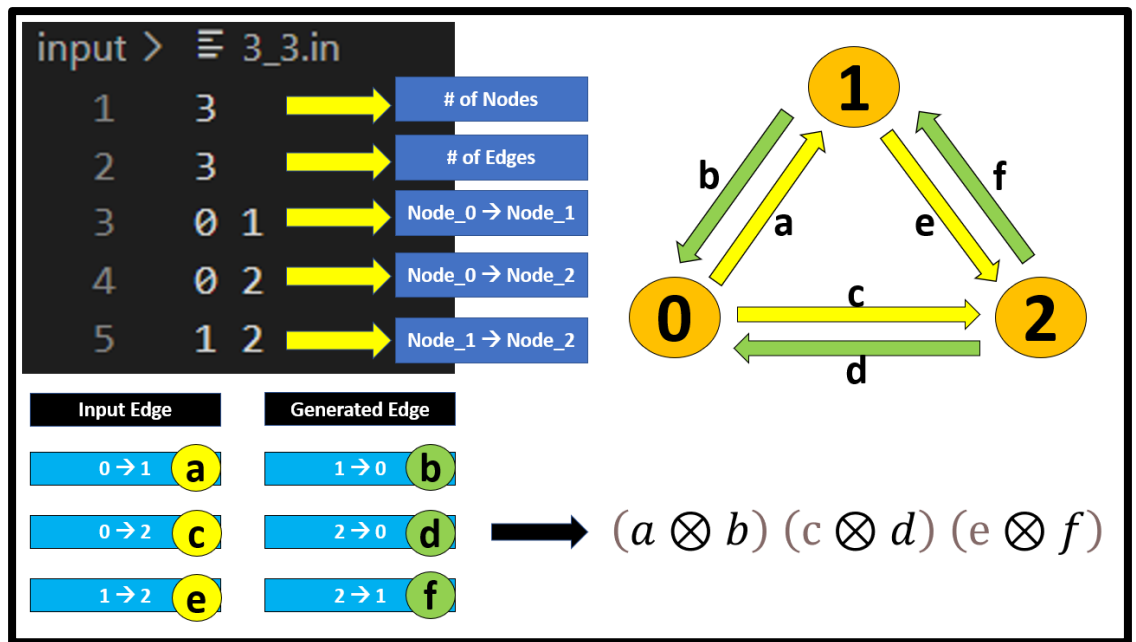 input > 3_3.in
1 3
# of Nodes
2 3
# of Edges
3 0 1
Node_0 → Node_1
4 0 2
Node_0 → Node_2
5 1 2
Node_1 → Node_2
1
b
a
e
f
0
c
2
d
Input Edge
Generated Edge
0 → 1 a
1 → 0 b
0 → 2 c
2 → 0 d
1 → 2 e
2 → 1 f
(a ⊗ b) (c ⊗ d) (e ⊗ f)